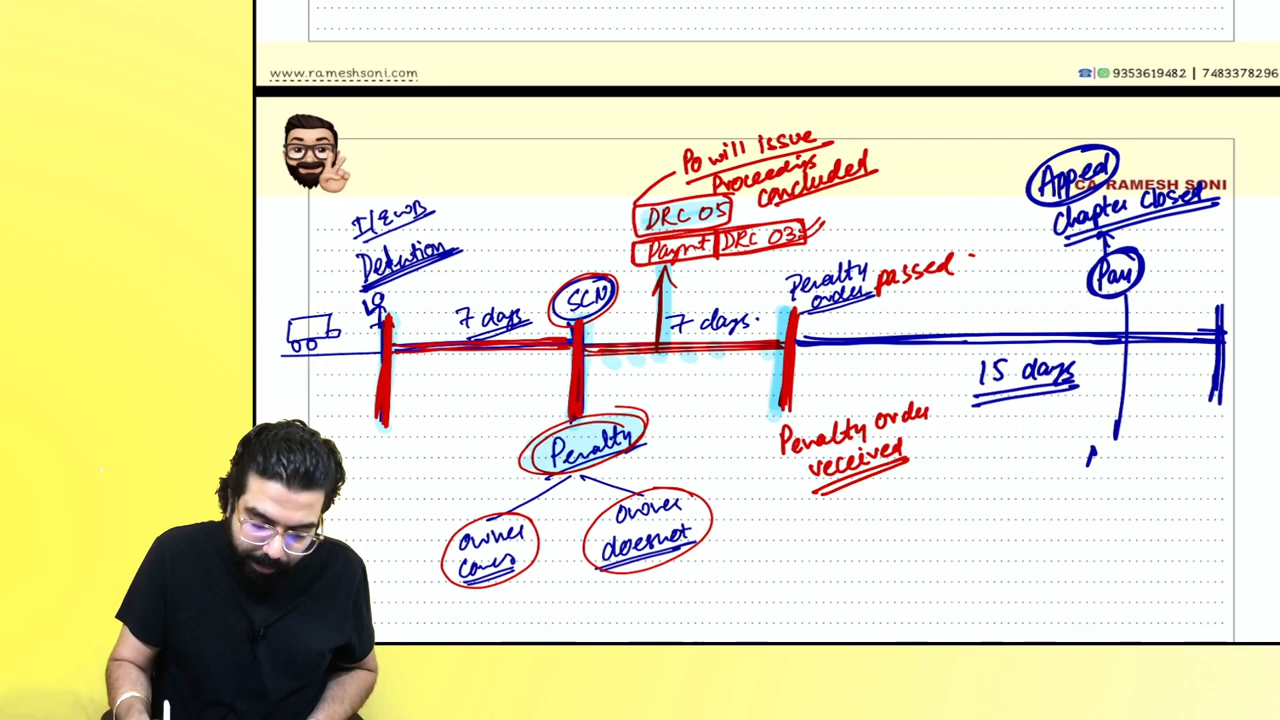 www.rameshsoni.com
9353619482 | 7483378296
CA RAMESH SONI
Po will issue
Proceedings
concluded
DRC 05
Paymt DRC 03
Appeal
chapter closed
Pay
Detention
7 days
SCN
7 days.
Penalty
order passed.
15 days
Penalty
Penalty order
received
owner
comes
owner
doesnot